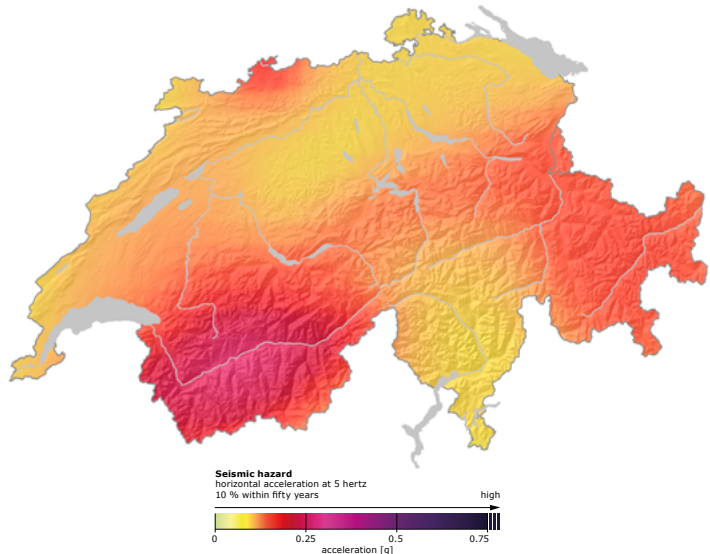 Seismic hazard
horizontal acceleration at 5 hertz
10 % within fifty years high
0 0.25 0.5 0.75
acceleration [g]